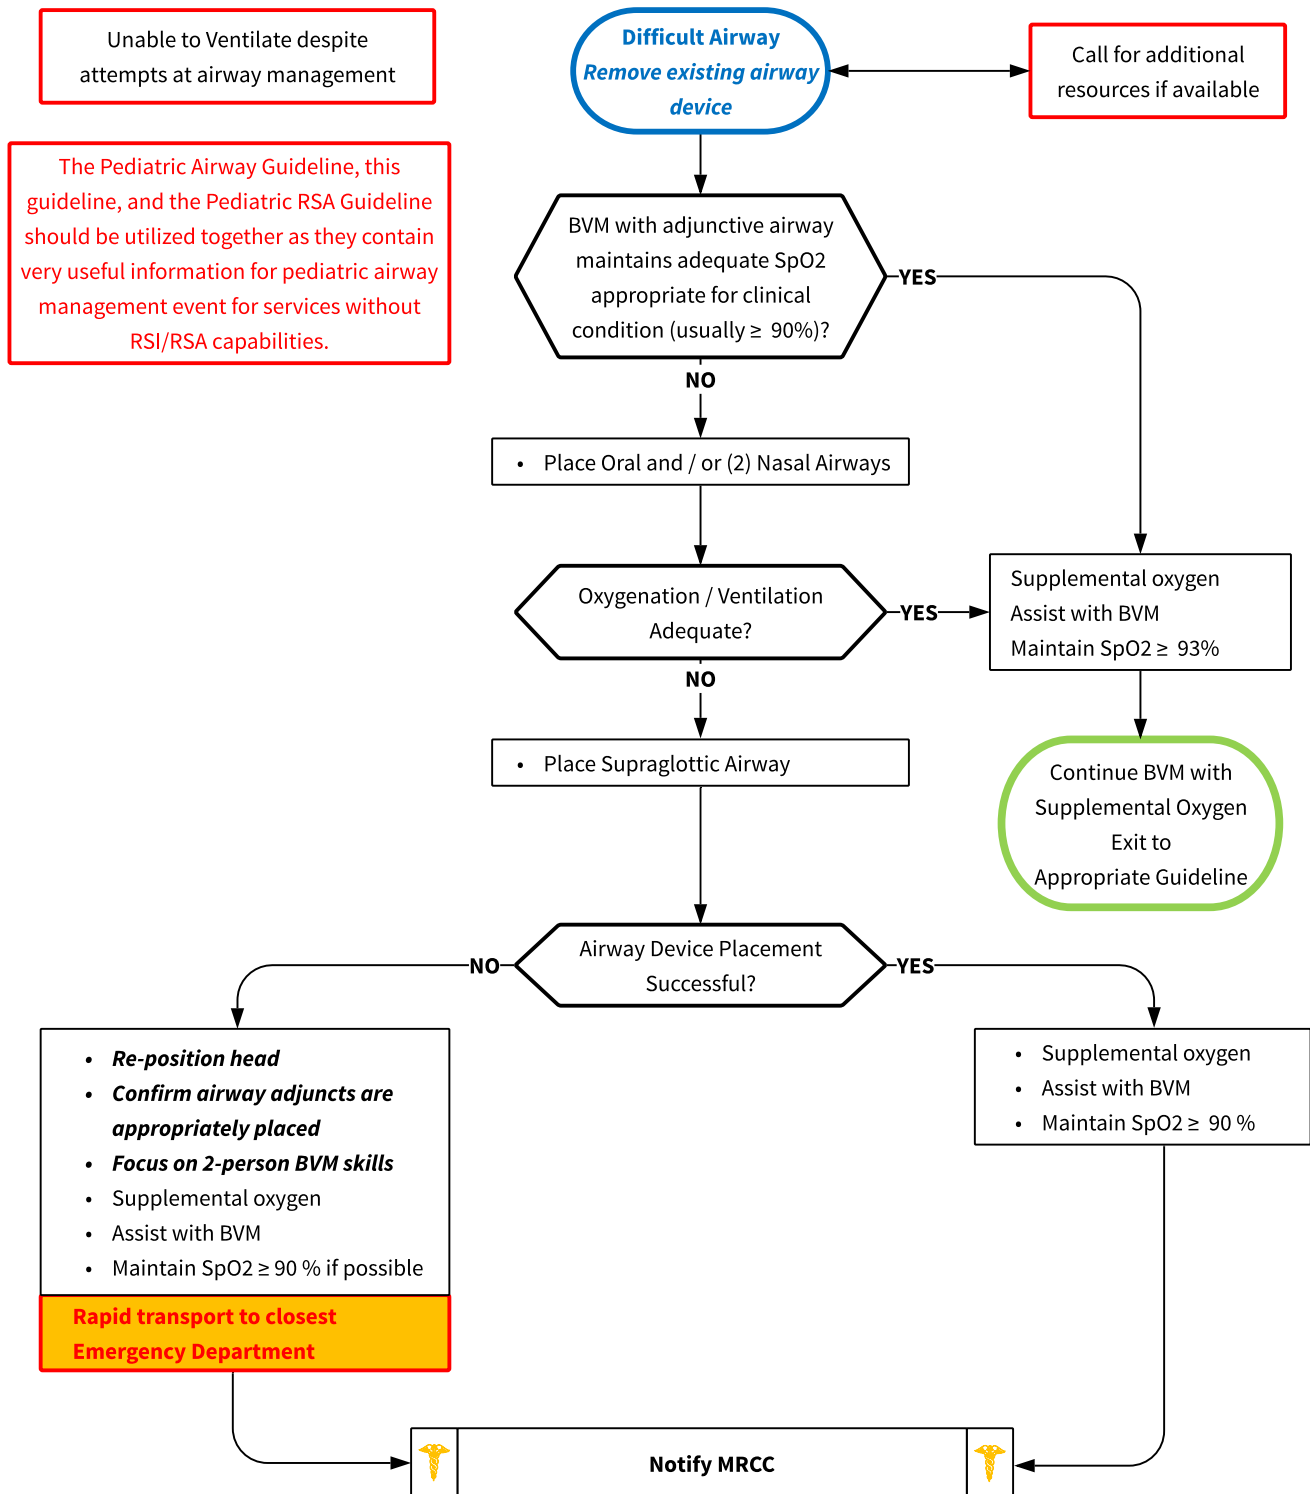 Unable to Ventilate despite
attempts at airway management
Difficult Airway
Remove existing airway
device
Call for additional
resources if available
The Pediatric Airway Guideline, this
guideline, and the Pediatric RSA Guideline
should be utilized together as they contain
very useful information for pediatric airway
management event for services without
RSI/RSA capabilities.
BVM with adjunctive airway
maintains adequate SpO2
appropriate for clinical
condition (usually ≥ 90%)?
YES
NO
• Place Oral and / or (2) Nasal Airways
Oxygenation / Ventilation
Adequate?
YES
Supplemental oxygen
Assist with BVM
Maintain SpO2 ≥ 93%
NO
• Place Supraglottic Airway
Continue BVM with
Supplemental Oxygen
Exit to
Appropriate Guideline
Airway Device Placement
Successful?
NO
YES
• Re-position head
• Confirm airway adjuncts are
appropriately placed
• Focus on 2-person BVM skills
• Supplemental oxygen
• Assist with BVM
• Maintain SpO2 ≥ 90 % if possible
Rapid transport to closest
Emergency Department
• Supplemental oxygen
• Assist with BVM
• Maintain SpO2 ≥ 90 %
Notify MRCC